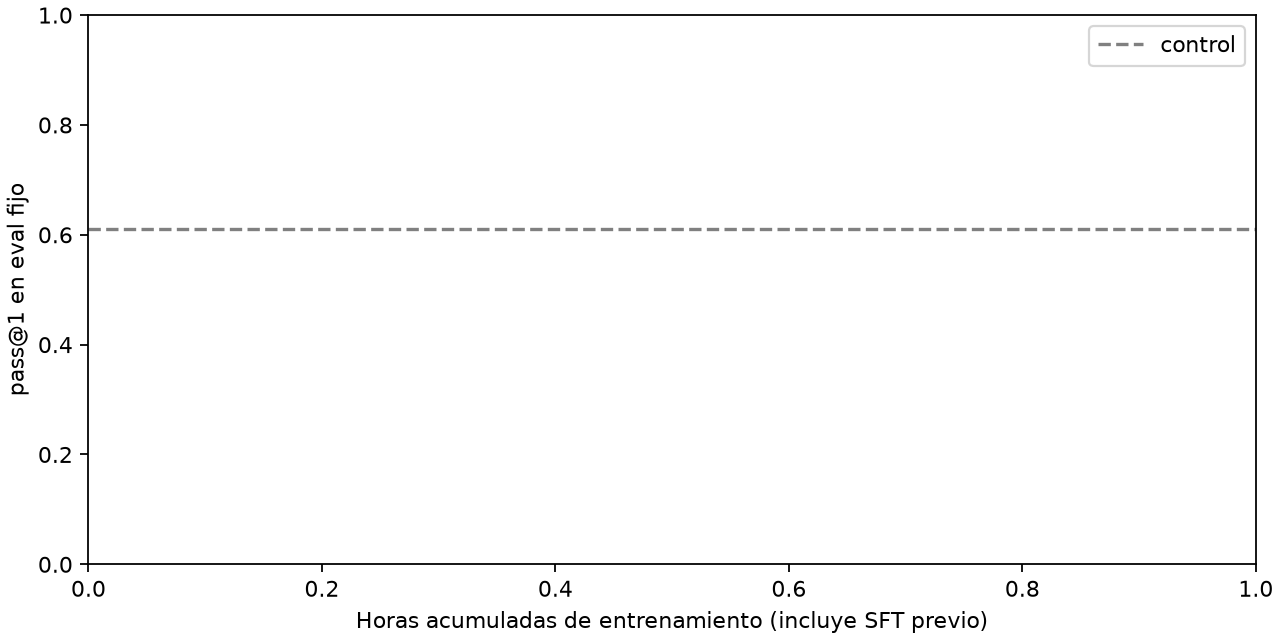 1.0
control
0.8
0.6
0.4
0.2
0.0
pass@1 en eval fijo
0.0 0.2 0.4 0.6 0.8 1.0
Horas acumuladas de entrenamiento (incluye SFT previo)